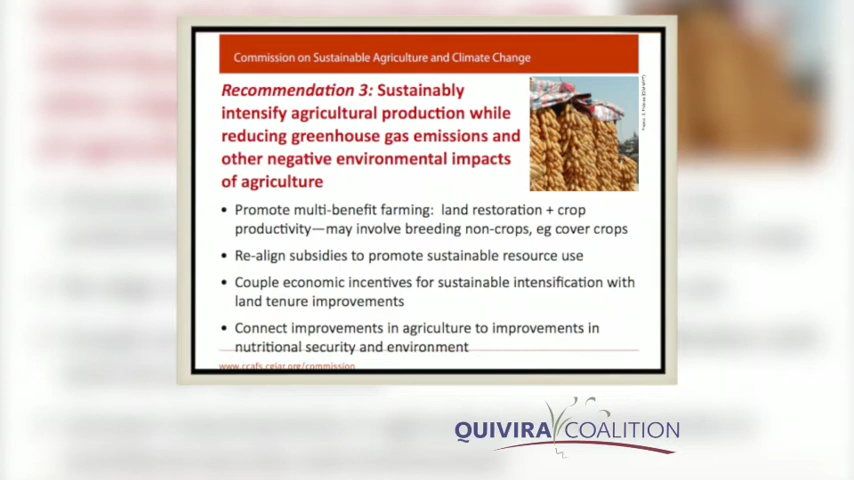 Commission on Sustainable Agriculture and Climate Change
Recommendation 3: Sustainably
intensify agricultural production while
reducing greenhouse gas emissions and
other negative environmental impacts
of agriculture
• Promote multi-benefit farming: land restoration + crop
productivity—may involve breeding non-crops, eg cover crops
• Re-align subsidies to promote sustainable resource use
• Couple economic incentives for sustainable intensification with
land tenure improvements
• Connect improvements in agriculture to improvements in
nutritional security and environment
www.ccafs.cgiar.org/commission
QUIVIRA COALITION